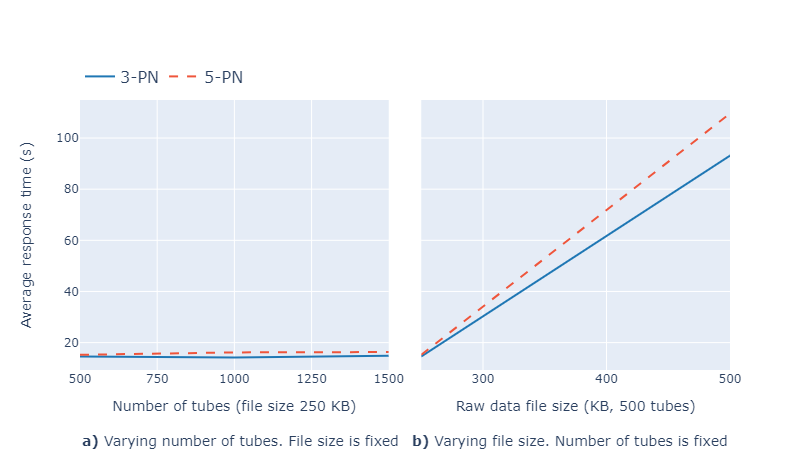 3-PN 5-PN
Average response time (s)
100
80
60
40
20
500 750 1000 1250 1500
300 400 500
Number of tubes (file size 250 KB)
Raw data file size (KB, 500 tubes)
a) Varying number of tubes. File size is fixed
b) Varying file size. Number of tubes is fixed